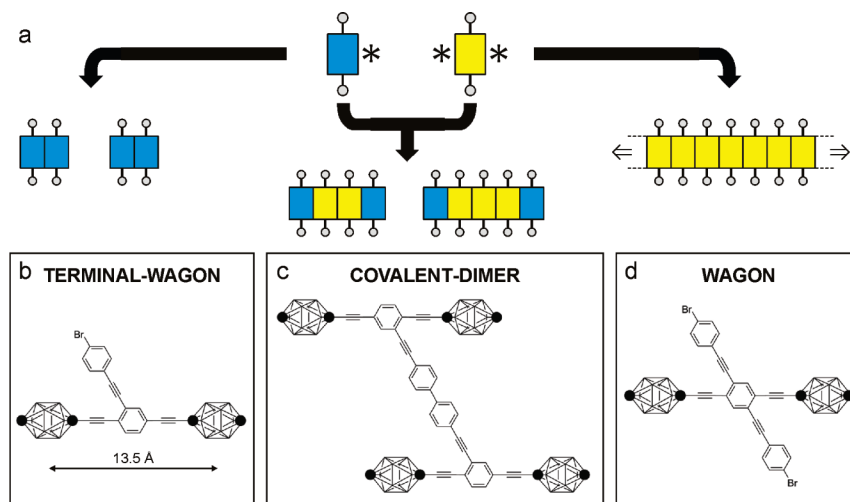 a
*
*
*
b
TERMINAL-WAGON
Br
13.5 Å
c
COVALENT-DIMER
d
WAGON
Br
Br